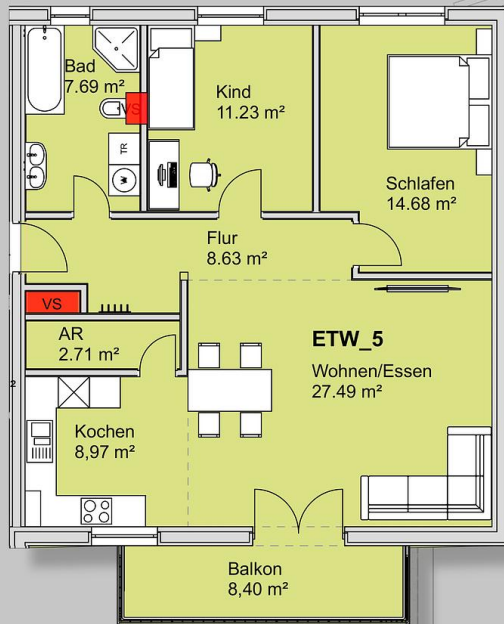 Bad
7.69 m²
VS
Kind
11.23 m²
TR
W
Schlafen
14.68 m²
Flur
8.63 m²
VS
AR
2.71 m²
ETW_5
Wohnen/Essen
27.49 m²
2
Kochen
8,97 m²
Balkon
8,40 m²